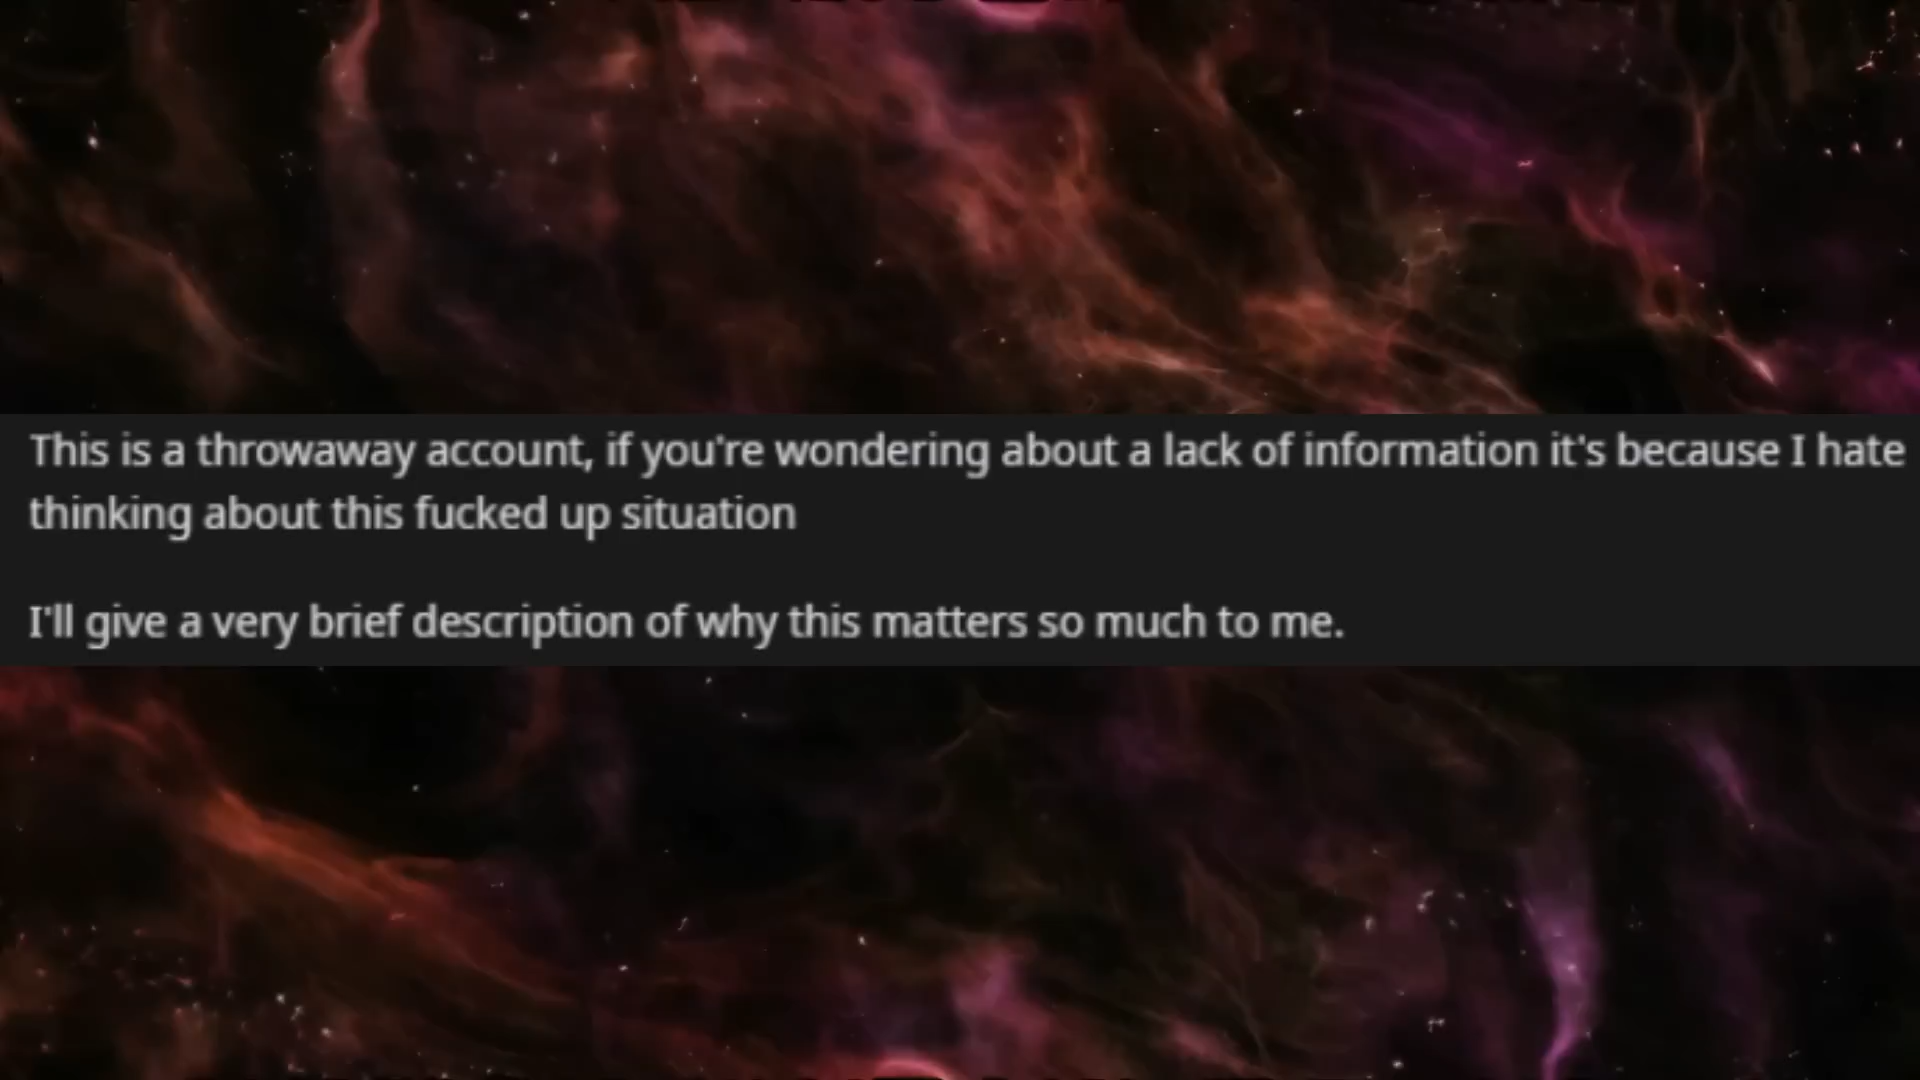 This is a throwaway account, if you're wondering about a lack of information it's because I hate
thinking about this fucked up situation
I'll give a very brief description of why this matters so much to me.